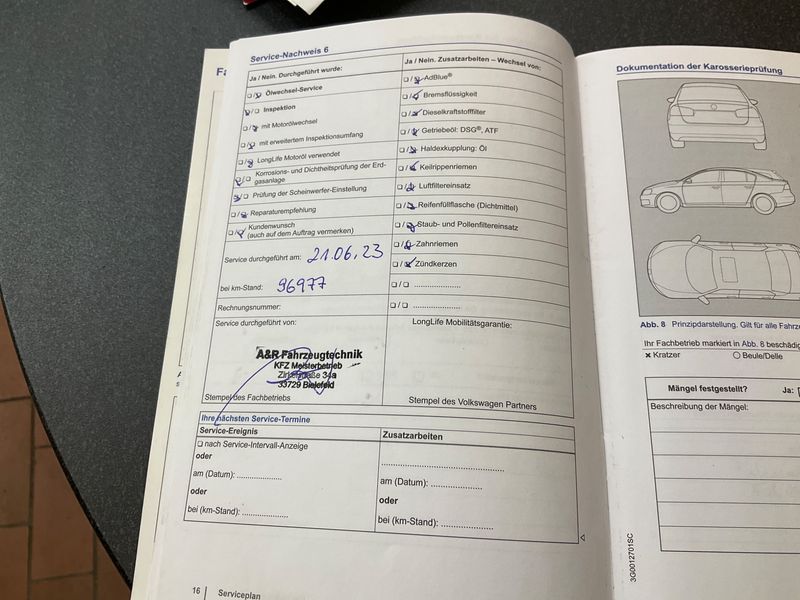 Service-Nachweis 6
Ja / Nein. Durchgeführt wurde:
❏/❏ Ölwechsel-Service
❏/❏ Inspektion
❏/❏ mit Motorölwechsel
❏/❏ mit erweitertem Inspektionsumfang
❏/❏ LongLife Motoröl verwendet
❏/❏ Korrosions- und Dichtheitsprüfung der Erd-
gasanlage
❏/❏ Prüfung der Scheinwerfer-Einstellung
❏/❏ Reparaturempfehlung
❏/❏ Kundenwunsch
(auch auf dem Auftrag vermerken)
Service durchgeführt am: 21.06.23
bei km-Stand: 96977
Rechnungsnummer:
Service durchgeführt von:
A&R Fahrzeugtechnik
KFZ Meisterbetrieb
34a
33729 Bielefeld
Stempel des Fachbetriebs
Ja / Nein. Zusatzarbeiten – Wechsel von:
❏/❏ AdBlue®
❏/❏ Bremsflüssigkeit
❏/❏ Dieselkraftstofffilter
❏/❏ Getriebeöl: DSG®, ATF
❏/❏ Haldexkupplung: Öl
❏/❏ Keilrippenriemen
❏/❏ Luftfiltereinsatz
❏/❏ Reifenfüllflasche (Dichtmittel)
❏/❏ Staub- und Pollenfiltereinsatz
❏/❏ Zahnriemen
❏/❏ Zündkerzen
❏/❏ ......................
❏/❏ ......................
LongLife Mobilitätsgarantie:
Stempel des Volkswagen Partners
Ihre nächsten Service-Termine
Service-Ereignis
❏ nach Service-Intervall-Anzeige
oder
am (Datum): ................
oder
bei (km-Stand): ................
Zusatzarbeiten
..........................................
am (Datum): ..................
oder
bei (km-Stand): ..................
16 Serviceplan
Dokumentation der Karosserieprüfung
Abb. 8 Prinzipdarstellung. Gilt für alle
Ihr Fachbetrieb markiert in Abb. 8
× Kratzer ○ Beule/Delle
Mängel festgestellt? Ja:
Beschreibung der Mängel:
3G0012701SC